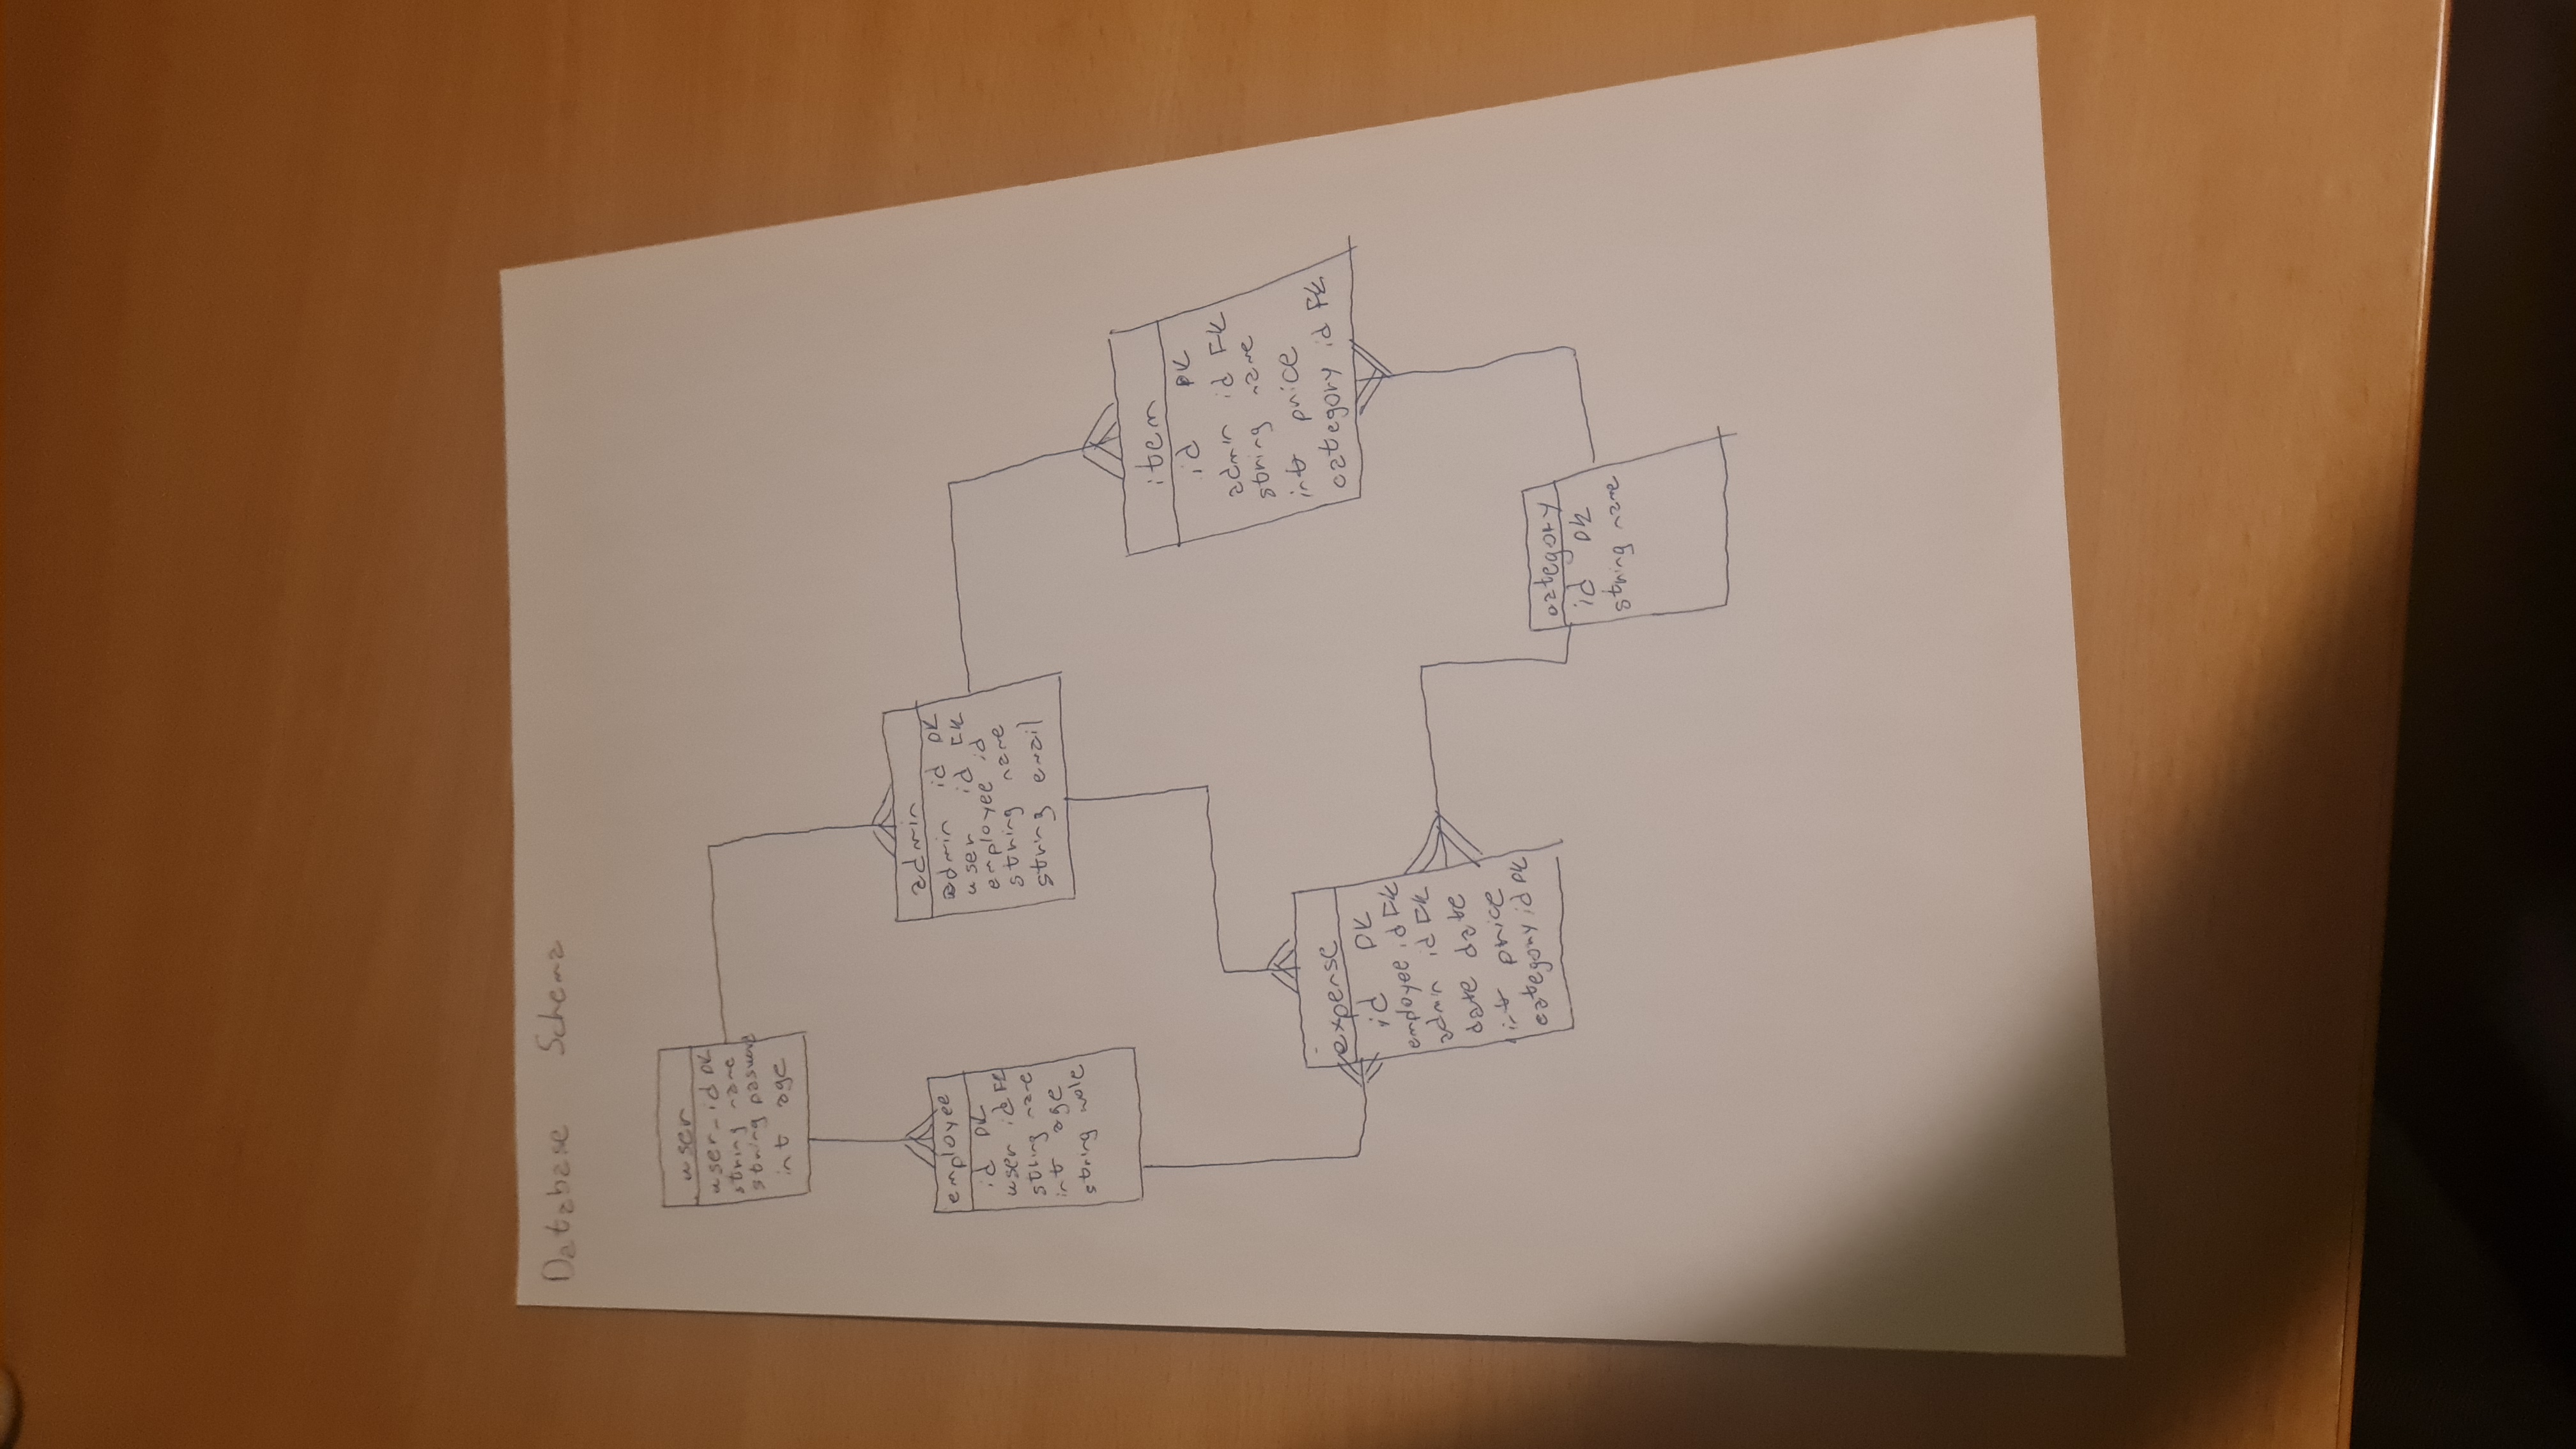 Database Schema
user
user_id PK
string name
string pasword
int age
employee
id PK
user id FK
string name
int age
string role
admin
admin id PK
user id FK
employee id
string name
string email
item
id PK
admin id FK
string name
int price
category id FK
expense
id PK
employee id FK
admin id FK
date date
int price
category id PK
category
id PK
string name